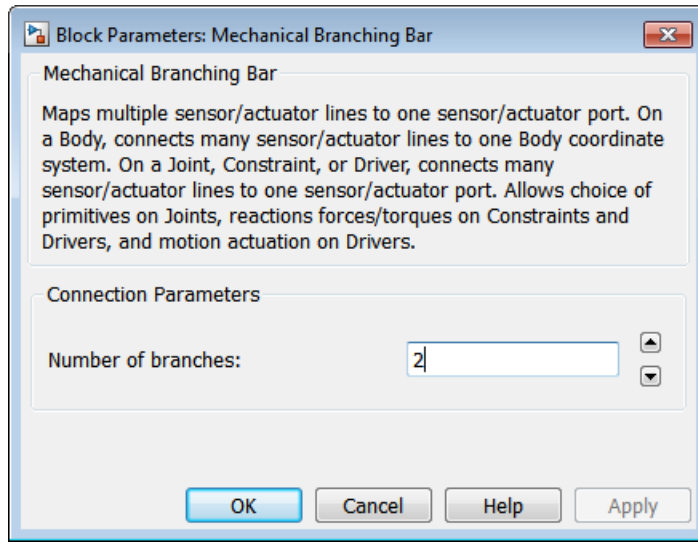 Block Parameters: Mechanical Branching Bar
Mechanical Branching Bar
Maps multiple sensor/actuator lines to one sensor/actuator port. On
a Body, connects many sensor/actuator lines to one Body coordinate
system. On a Joint, Constraint, or Driver, connects many
sensor/actuator lines to one sensor/actuator port. Allows choice of
primitives on Joints, reactions forces/torques on Constraints and
Drivers, and motion actuation on Drivers.
Connection Parameters
Number of branches: 2
OK Cancel Help Apply